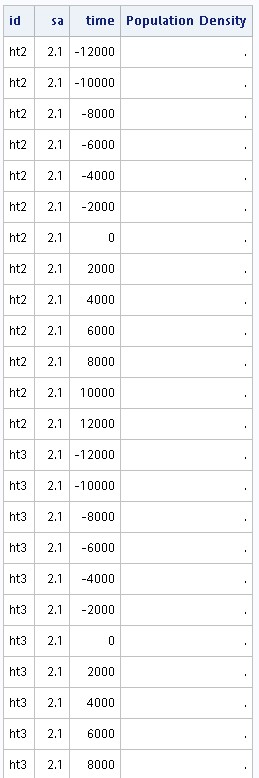 id sa time Population Density
ht2 2.1 -12000 .
ht2 2.1 -10000 .
ht2 2.1 -8000 .
ht2 2.1 -6000 .
ht2 2.1 -4000 .
ht2 2.1 -2000 .
ht2 2.1 0 .
ht2 2.1 2000 .
ht2 2.1 4000 .
ht2 2.1 6000 .
ht2 2.1 8000 .
ht2 2.1 10000 .
ht2 2.1 12000 .
ht3 2.1 -12000 .
ht3 2.1 -10000 .
ht3 2.1 -8000 .
ht3 2.1 -6000 .
ht3 2.1 -4000 .
ht3 2.1 -2000 .
ht3 2.1 0 .
ht3 2.1 2000 .
ht3 2.1 4000 .
ht3 2.1 6000 .
ht3 2.1 8000 .